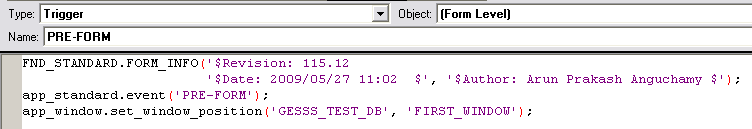 Type: Trigger Object: (Form Level)
Name: PRE-FORM
FND_STANDARD.FORM_INFO('$Revision: 115.12
'$Date: 2009/05/27 11:02 $', '$Author: Arun Prakash Anguchamy $');
app_standard.event('PRE-FORM');
app_window.set_window_position('GESSS_TEST_DB', 'FIRST_WINDOW');